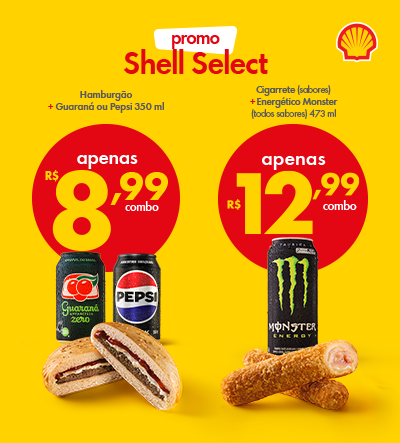 promo
Shell Select
Hamburgão
+ Guaraná ou Pepsi 350 ml
apenas
R$ 8,99
combo
Cigarrete (sabores)
+ Energético Monster
(todos sabores) 473 ml
apenas
R$ 12,99
combo
Guaraná
ANTARCTICA
zero
PEPSI
MONSTER
ENERGY